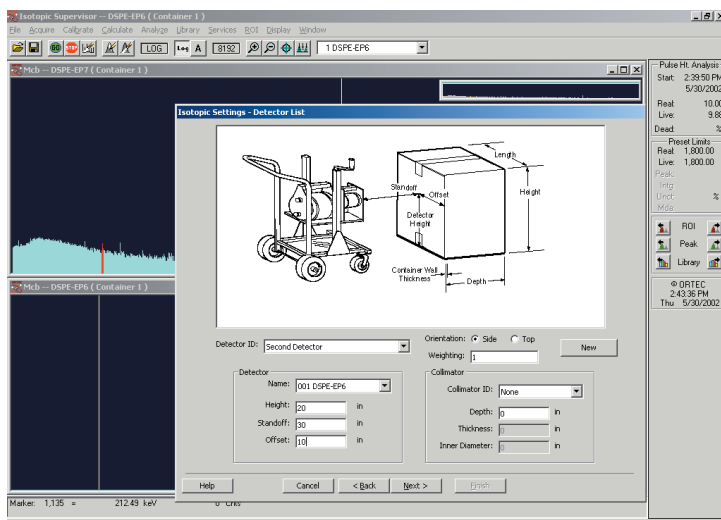 Isotopic Supervisor -- DSPE-EP6 ( Container 1 )
File Acquire Calibrate Calculate Analyze Library Services ROI Display Window
LOG Log A 8192 1 DSPE-EP6
Mcb -- DSPE-EP7 ( Container 1 )
Isotopic Settings - Detector List
Length
Standoff
Offset
Height
Detector
Height
Container Wall
Thickness
Depth
Detector ID: Second Detector
Orientation: Side Top
Weighting: 1
New
Detector
Name: 001 DSPE-EP6
Height: 20 in
Standoff: 30 in
Offset: 10 in
Collimator
Collimator ID: None
Depth: 0 in
Thickness: 0 in
Inner Diameter: 0 in
Help Cancel < Back Next > Finish
Mcb -- DSPE-EP6 ( Container 1 )
Marker: 1,135 = 212.49 keV 0 Cnts
Pulse Ht. Analysis
Start: 2:39:50 PM
5/30/2002
Real: 10.00
Live: 9.88
Dead: %
Preset Limits
Real: 1,800.00
Live: 1,800.00
Peak:
Intg:
Unct: %
Mda:
ROI
Peak
Library
© ORTEC
2:43:36 PM
Thu 5/30/2002